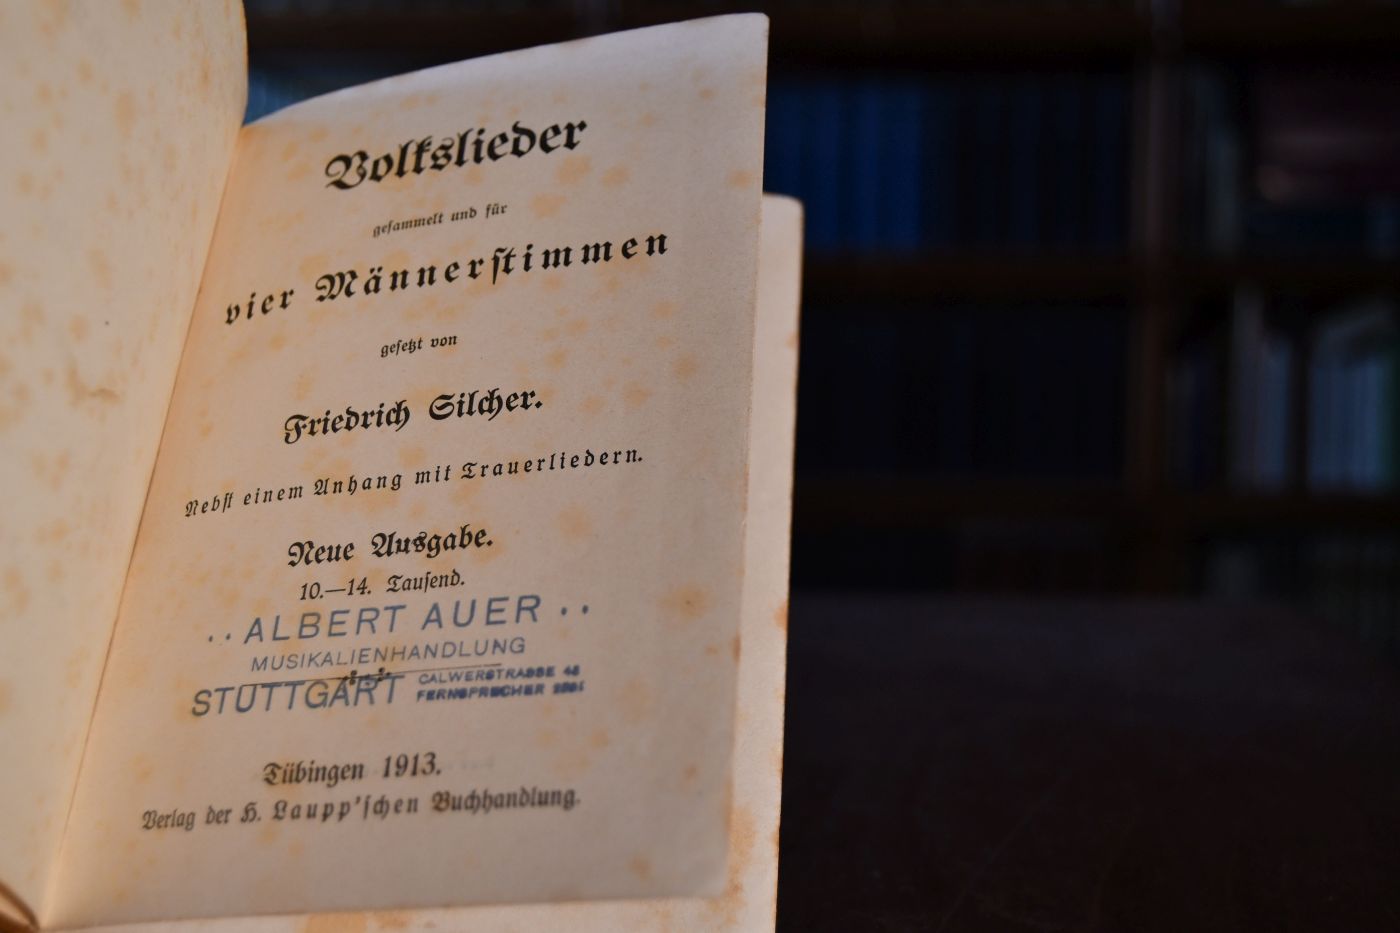 Volkslieder
gesammelt und für
vier Männerstimmen
gesetzt von
Friedrich Silcher.
Nebst einem Anhang mit Trauerliedern.
Neue Ausgabe.
10.—14. Tausend.
ALBERT AUER
MUSIKALIENHANDLUNG
STUTTGART
CALWERSTRASSE
FERNSPRECHER
Tübingen 1913.
Verlag der H. Laupp'schen Buchhandlung.